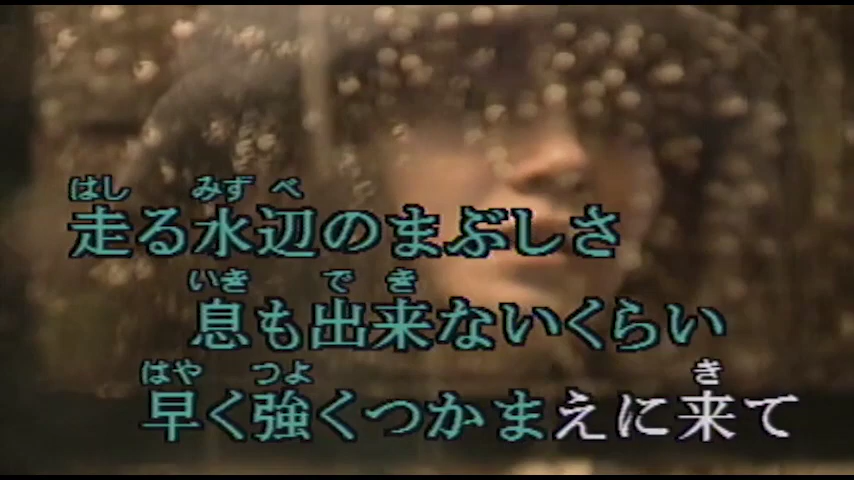 はし みず べ
走る水辺のまぶしさ
いき で き
息も出来ないくらい
はや つよ き
早く強くつかまえに来て